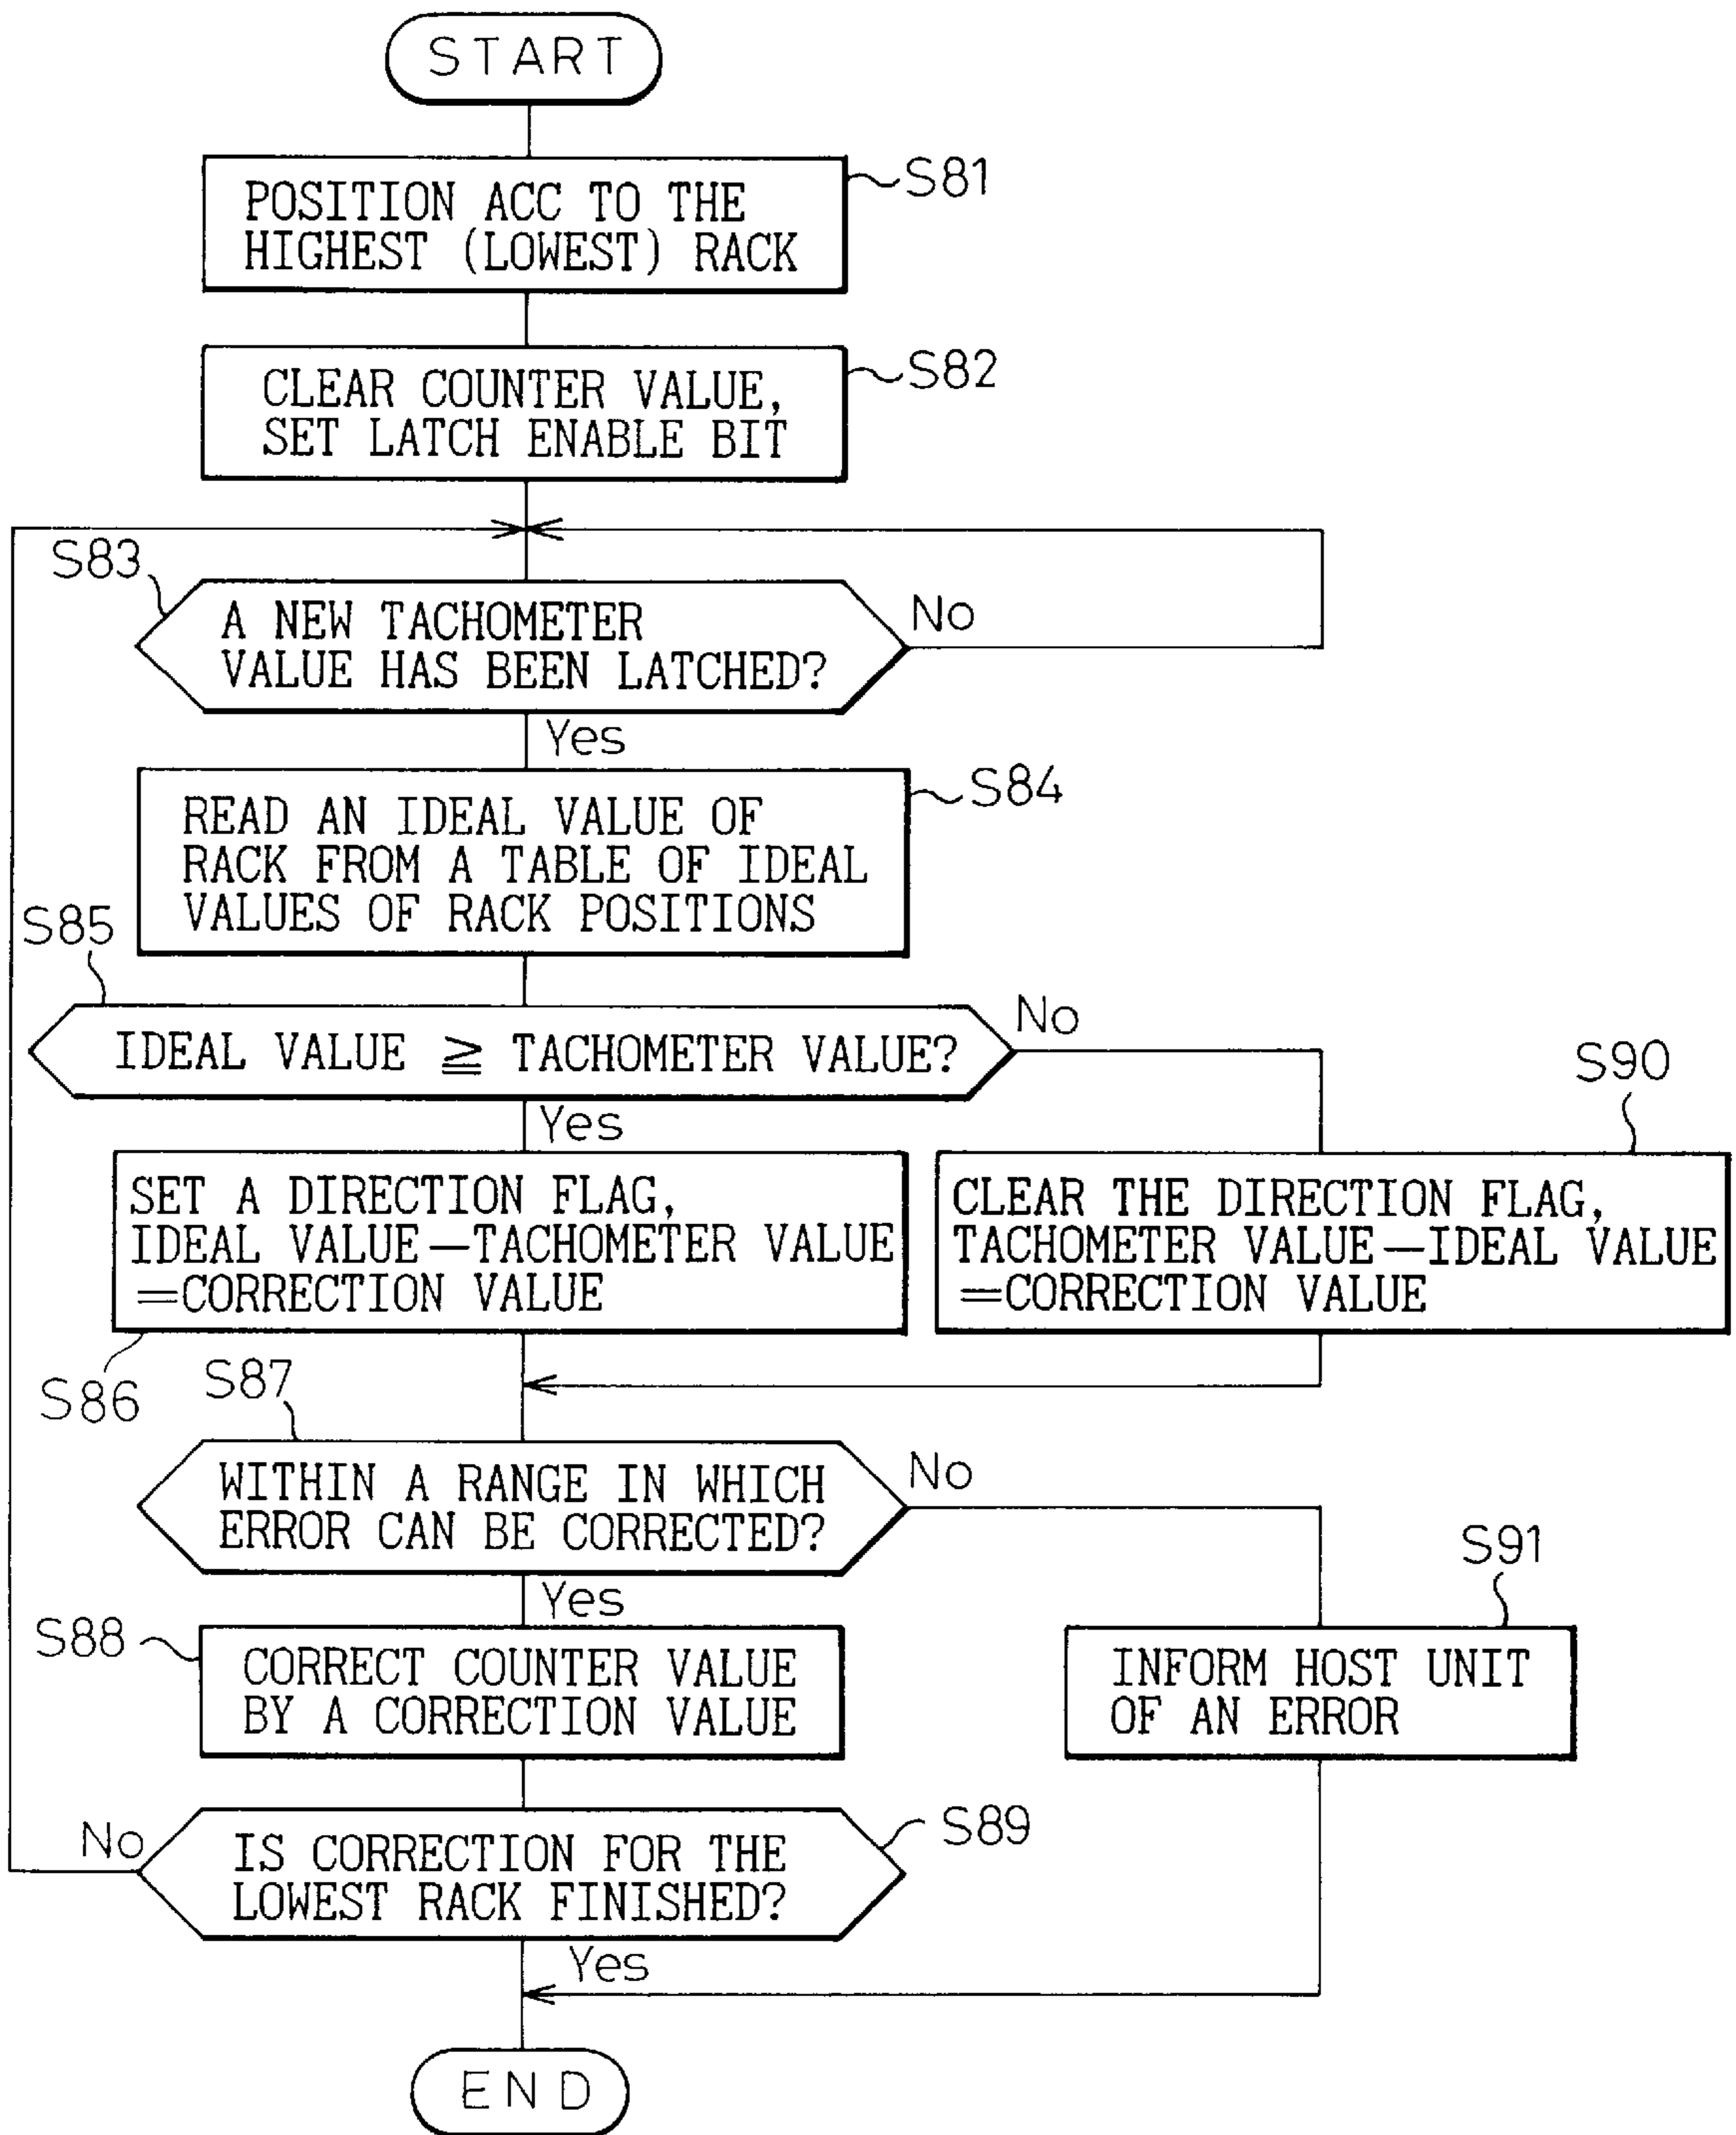 START
POSITION ACC TO THE
HIGHEST (LOWEST) RACK
S81
CLEAR COUNTER VALUE,
SET LATCH ENABLE BIT
S82
S83
A NEW TACHOMETER
VALUE HAS BEEN LATCHED?
No
Yes
READ AN IDEAL VALUE OF
RACK FROM A TABLE OF IDEAL
VALUES OF RACK POSITIONS
S84
S85
IDEAL VALUE ≧ TACHOMETER VALUE?
No
Yes
S90
SET A DIRECTION FLAG,
IDEAL VALUE—TACHOMETER VALUE
=CORRECTION VALUE
S86
CLEAR THE DIRECTION FLAG,
TACHOMETER VALUE—IDEAL VALUE
=CORRECTION VALUE
S87
WITHIN A RANGE IN WHICH
ERROR CAN BE CORRECTED?
No
Yes
S88
CORRECT COUNTER VALUE
BY A CORRECTION VALUE
S91
INFORM HOST UNIT
OF AN ERROR
S89
IS CORRECTION FOR THE
LOWEST RACK FINISHED?
No
Yes
END